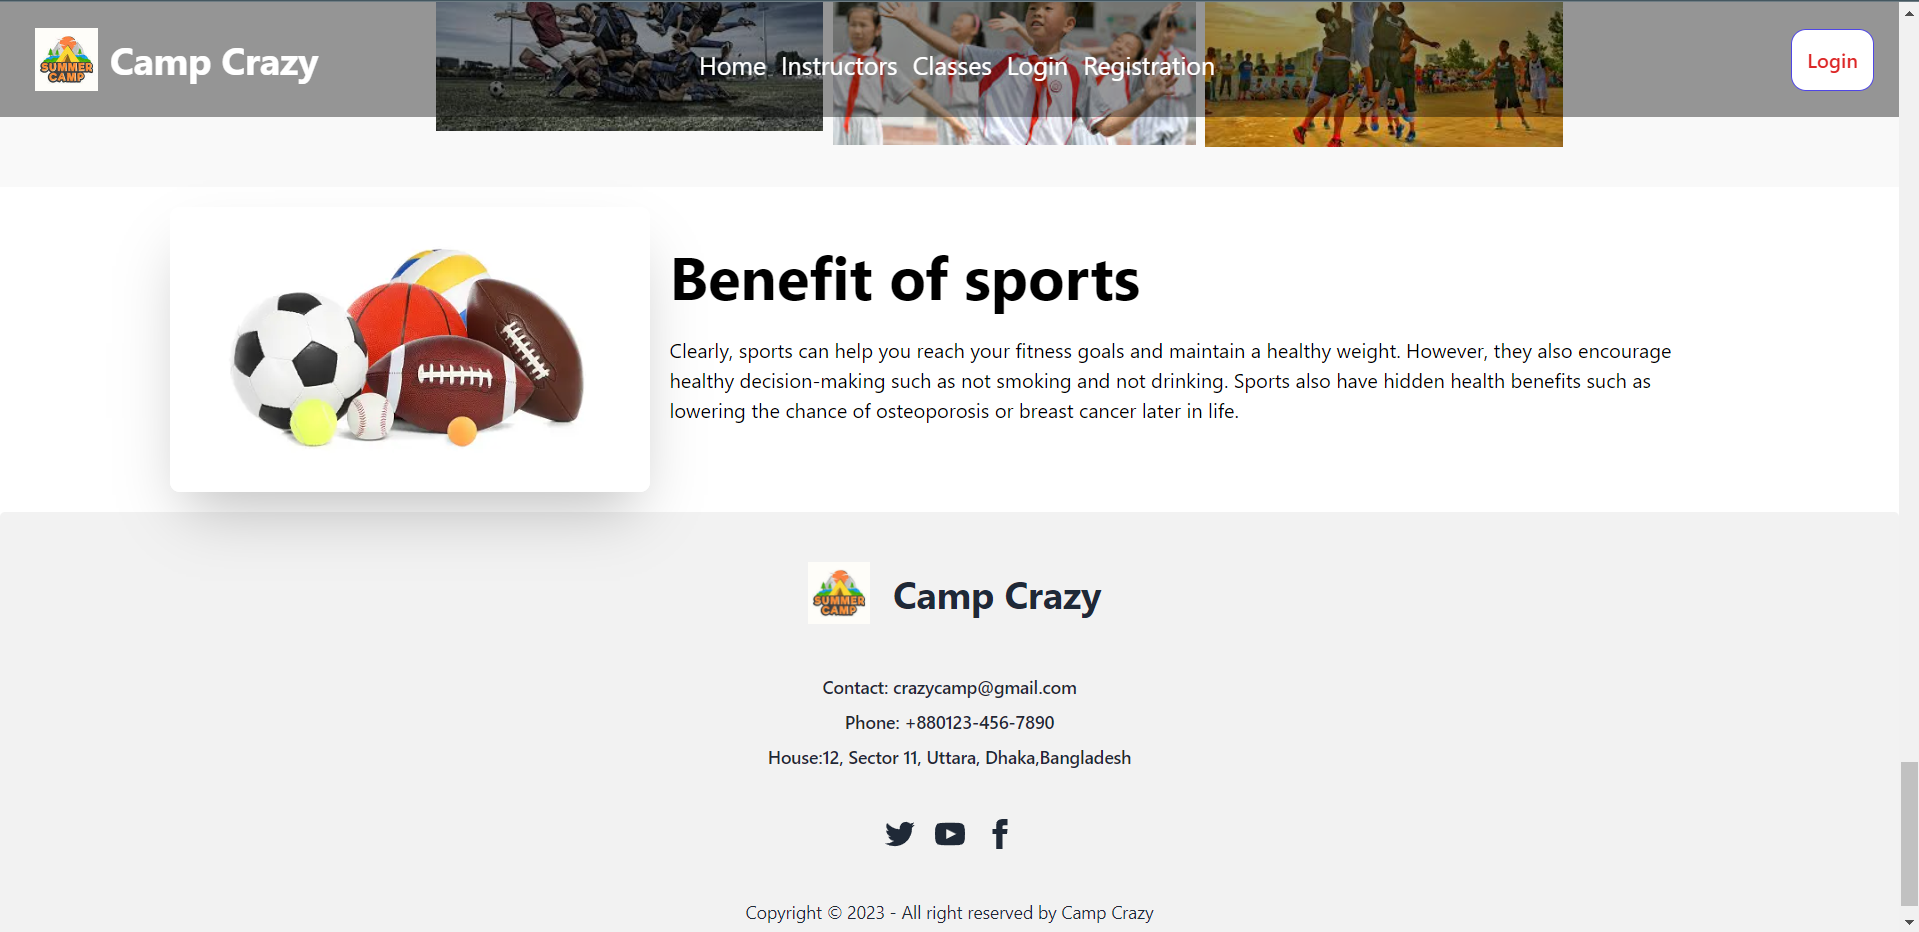 SUMMER
CAMP
Camp Crazy
Home Instructors Classes Login Registration
Login
Benefit of sports
Clearly, sports can help you reach your fitness goals and maintain a healthy weight. However, they also encourage
healthy decision-making such as not smoking and not drinking. Sports also have hidden health benefits such as
lowering the chance of osteoporosis or breast cancer later in life.
SUMMER
CAMP
Camp Crazy
Contact: crazycamp@gmail.com
Phone: +880123-456-7890
House:12, Sector 11, Uttara, Dhaka,Bangladesh
Copyright © 2023 - All right reserved by Camp Crazy